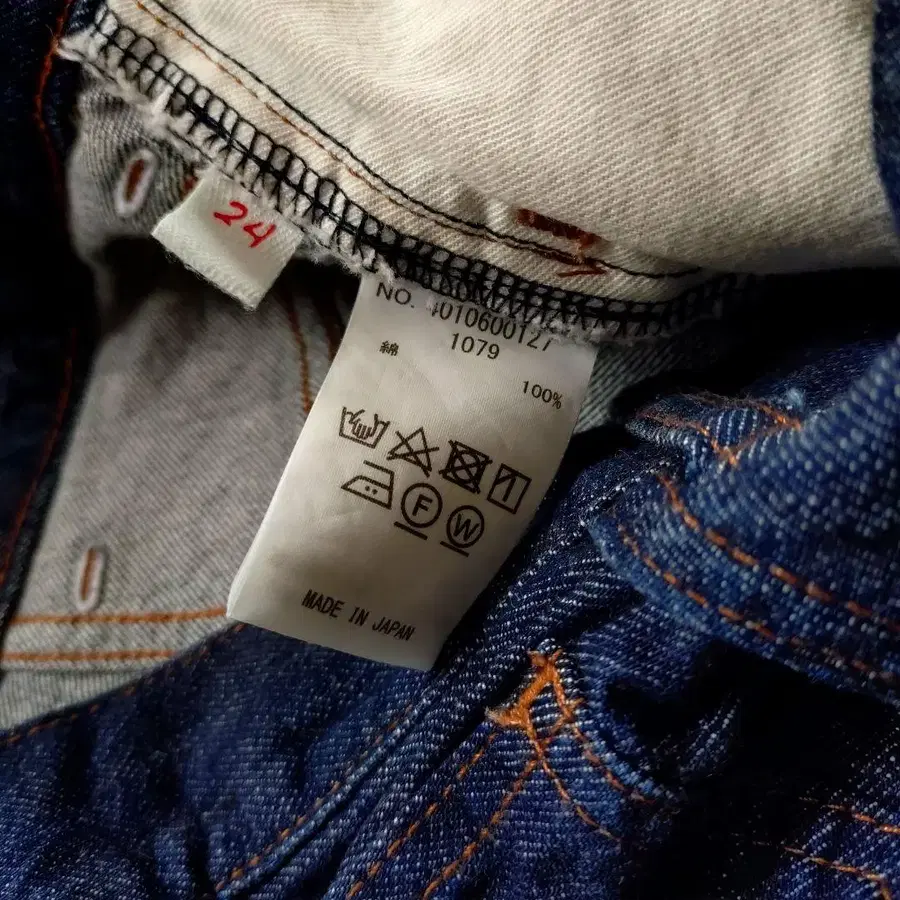 24
NO. 4010600127
1079
綿 100%
F W
MADE IN JAPAN